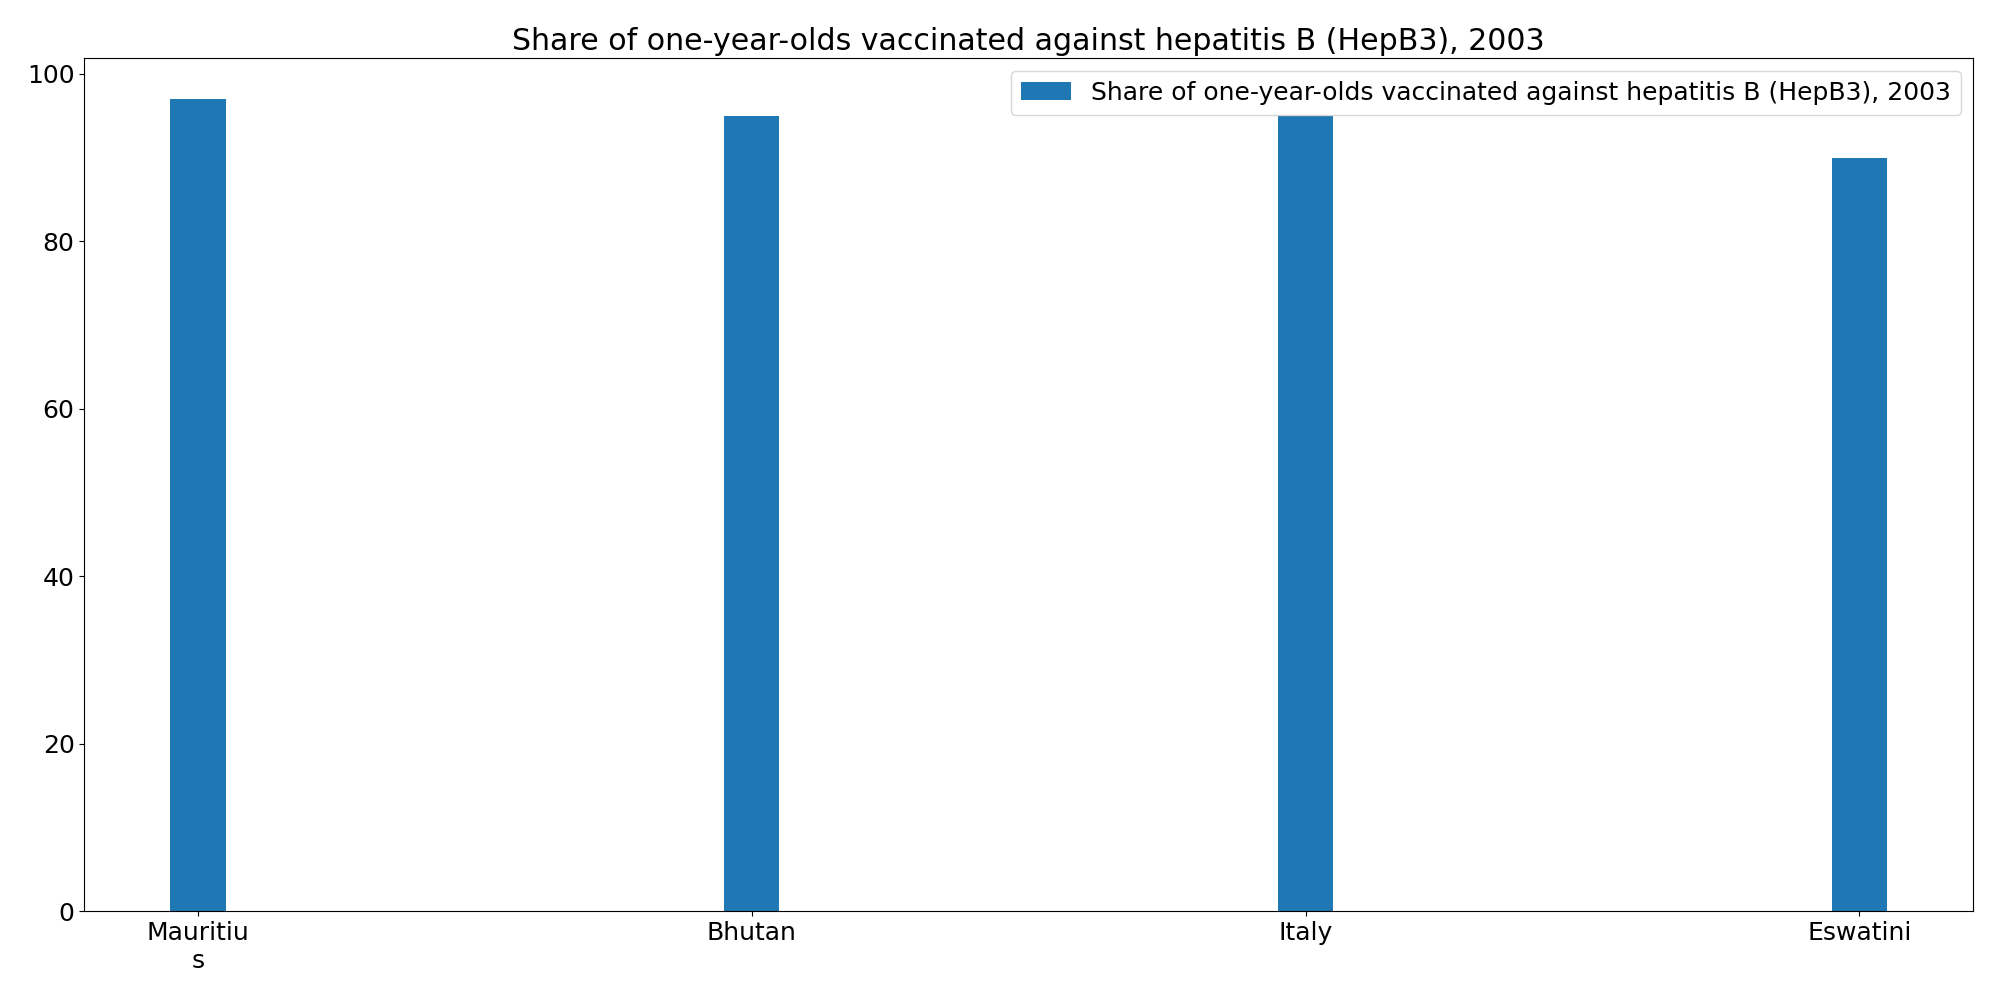 Share of one-year-olds vaccinated against hepatitis B (HepB3), 2003
Share of one-year-olds vaccinated against hepatitis B (HepB3), 2003
100
80
60
40
20
0
Mauritiu
s
Bhutan
Italy
Eswatini